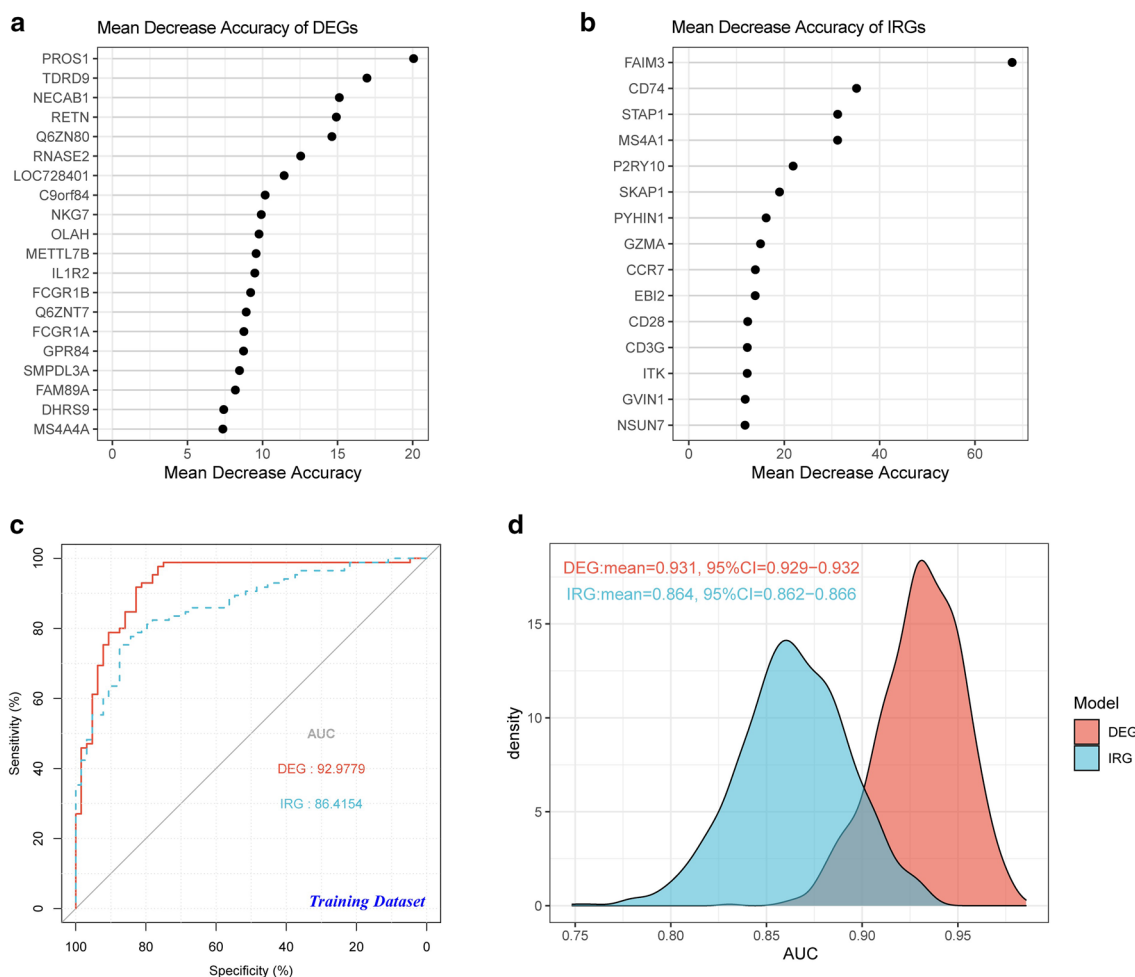 a
Mean Decrease Accuracy of DEGs
PROS1
TDRD9
NECAB1
RETN
Q6ZN80
RNASE2
LOC728401
C9orf84
NKG7
OLAH
METTL7B
IL1R2
FCGR1B
Q6ZNT7
FCGR1A
GPR84
SMPDL3A
FAM89A
DHRS9
MS4A4A
0 5 10 15 20
Mean Decrease Accuracy
b
Mean Decrease Accuracy of IRGs
FAIM3
CD74
STAP1
MS4A1
P2RY10
SKAP1
PYHIN1
GZMA
CCR7
EBI2
CD28
CD3G
ITK
GVIN1
NSUN7
0 20 40 60
Mean Decrease Accuracy
c
Sensitivity (%)
100
80
60
40
20
0
AUC
DEG : 92.9779
IRG : 86.4154
Training Dataset
100 80 60 40 20 0
Specificity (%)
d
DEG:mean=0.931, 95%CI=0.929−0.932
IRG:mean=0.864, 95%CI=0.862−0.866
density
15
10
5
0
0.75 0.80 0.85 0.90 0.95
AUC
Model
DEG
IRG